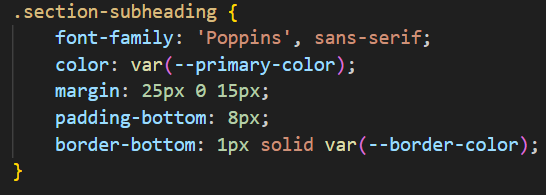 .section-subheading {
    font-family: 'Poppins', sans-serif;
    color: var(--primary-color);
    margin: 25px 0 15px;
    padding-bottom: 8px;
    border-bottom: 1px solid var(--border-color);
}